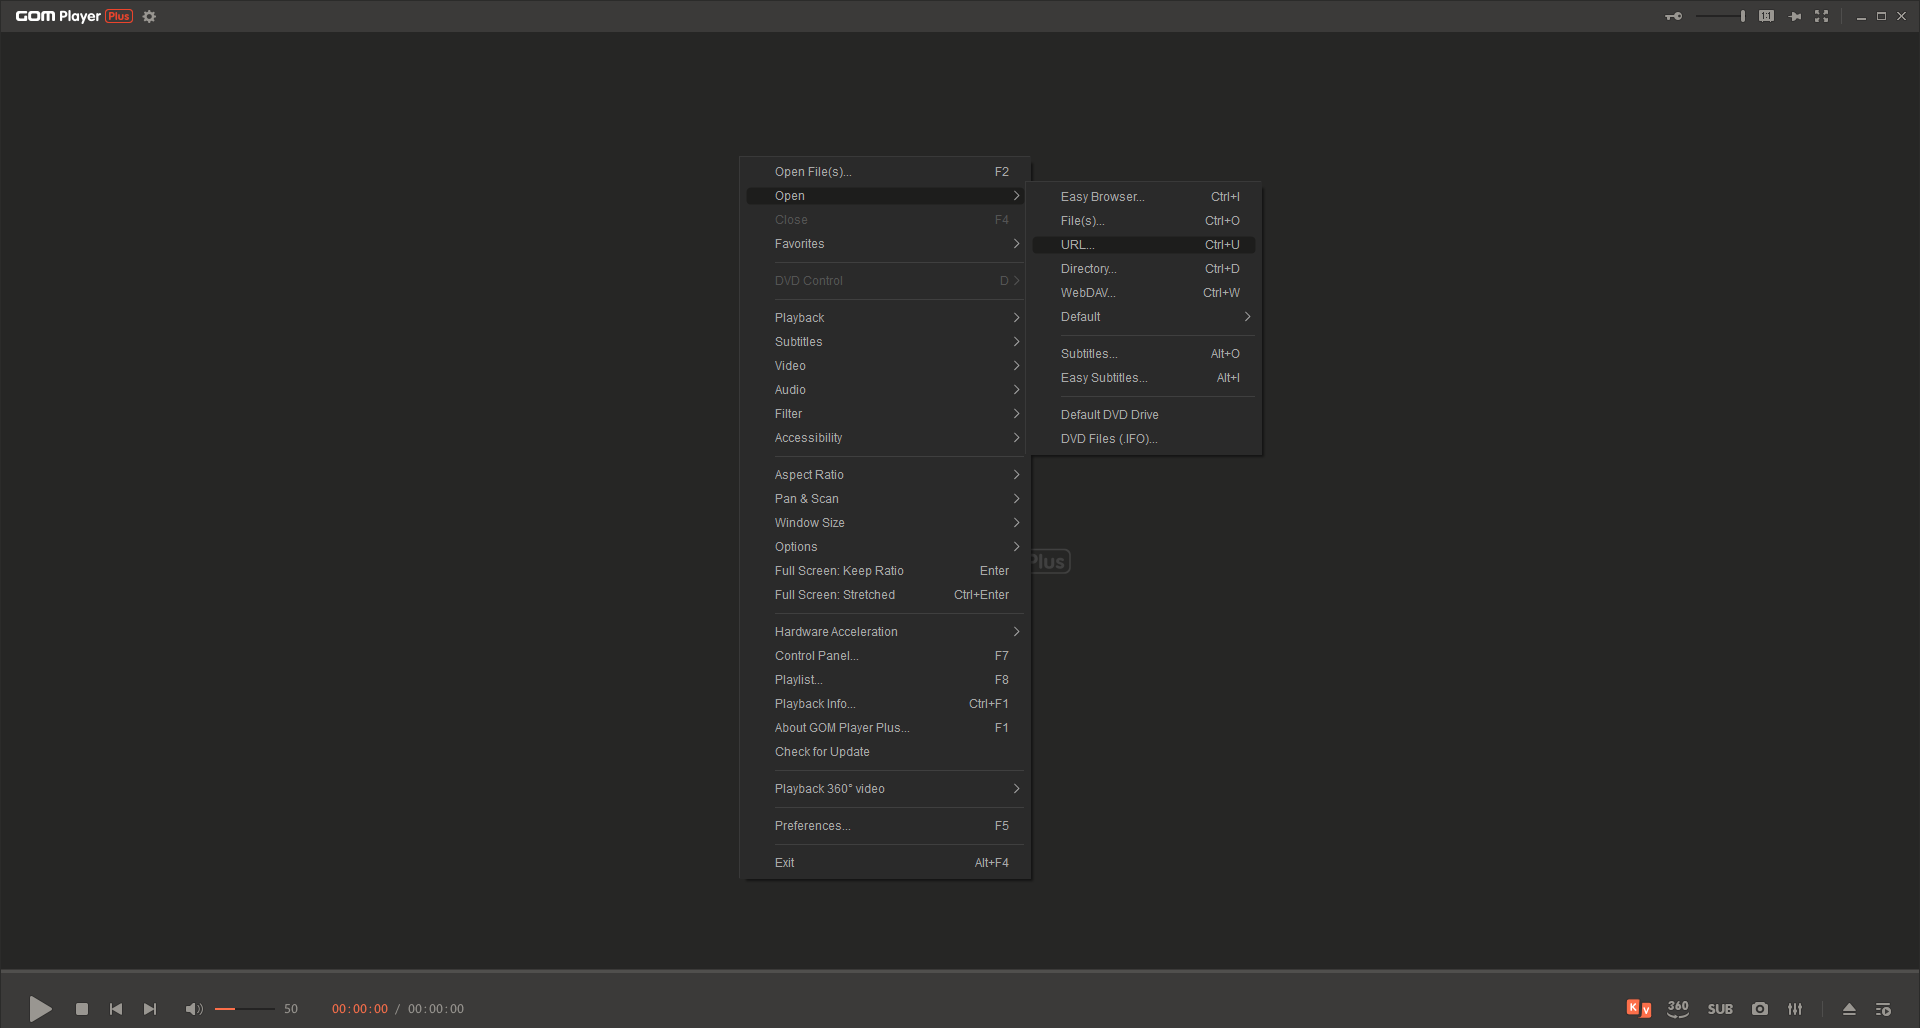 GOM Player Plus
Open File(s)... F2
Open
Close F4
Favorites
DVD Control D
Playback
Subtitles
Video
Audio
Filter
Accessibility
Aspect Ratio
Pan & Scan
Window Size
Options
Full Screen: Keep Ratio Enter
Full Screen: Stretched Ctrl+Enter
Hardware Acceleration
Control Panel... F7
Playlist... F8
Playback Info... Ctrl+F1
About GOM Player Plus... F1
Check for Update
Playback 360° video
Preferences... F5
Exit Alt+F4
Easy Browser... Ctrl+I
File(s)... Ctrl+O
URL... Ctrl+U
Directory... Ctrl+D
WebDAV... Ctrl+W
Default
Subtitles... Alt+O
Easy Subtitles... Alt+I
Default DVD Drive
DVD Files (.IFO)...
Plus
50 00:00:00 / 00:00:00
K V 360 SUB